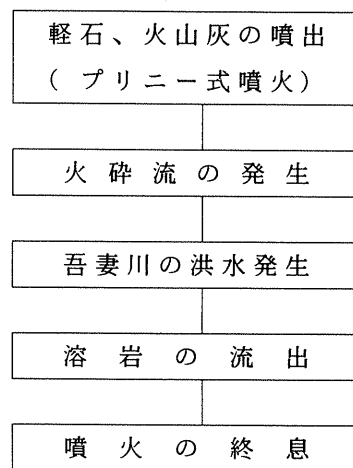 軽石、火山灰の噴出
(プリニー式噴火)
火砕流の発生
吾妻川の洪水発生
溶岩の流出
噴火の終息